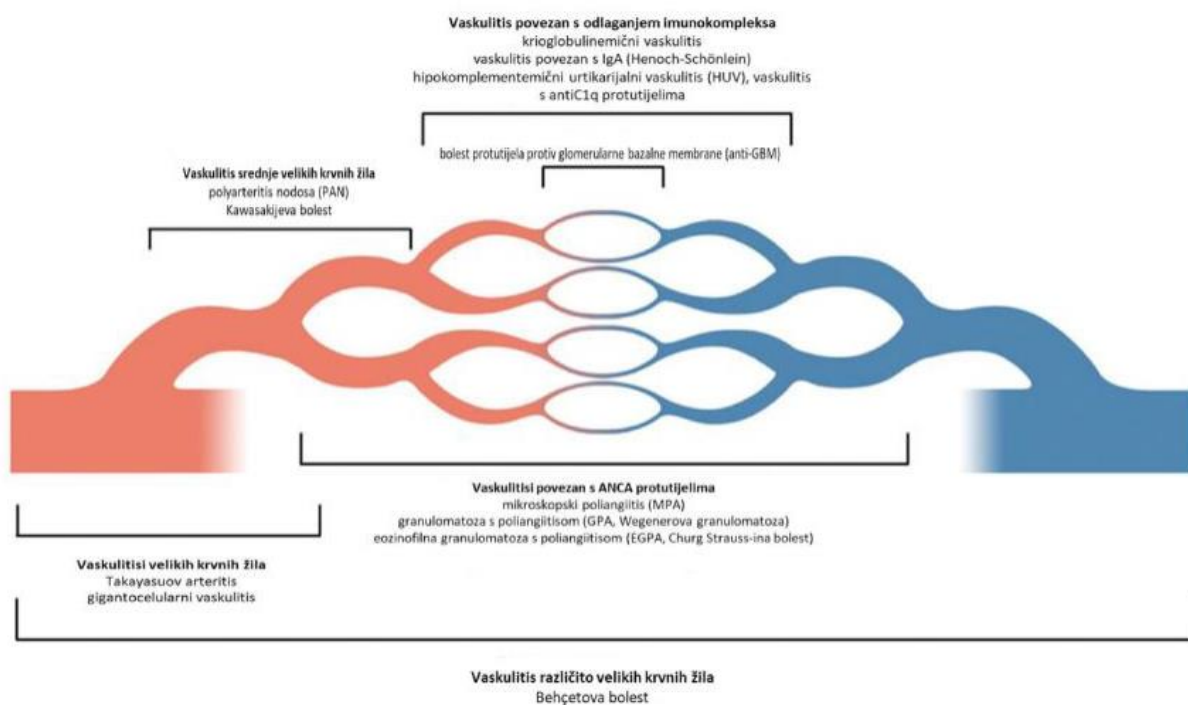 Vaskulitis povezan s odlaganjem imunokompleksa
krioglobulinemični vaskulitis
vaskulitis povezan s IgA (Henoch-Schönlein)
hipokomplementemični urtikarijalni vaskulitis (HUV), vaskulitis
s antiC1q protutijelima
bolest protutijela protiv glomerularne bazalne membrane (anti-GBM)
Vaskulitis srednje velikih krvnih žila
polyarteritis nodosa (PAN)
Kawasakijeva bolest
Vaskulitisi povezan s ANCA protutijelima
mikroskopski poliangiitis (MPA)
granulomatoza s poliangiitisom (GPA, Wegenerova granulomatoza)
eozinofilna granulomatoza s poliangiitisom (EGPA, Churg Strauss-ina bolest)
Vaskulitisi velikih krvnih žila
Takayasuov arteritis
gigantocelularni vaskulitis
Vaskulitis različito velikih krvnih žila
Behçetova bolest